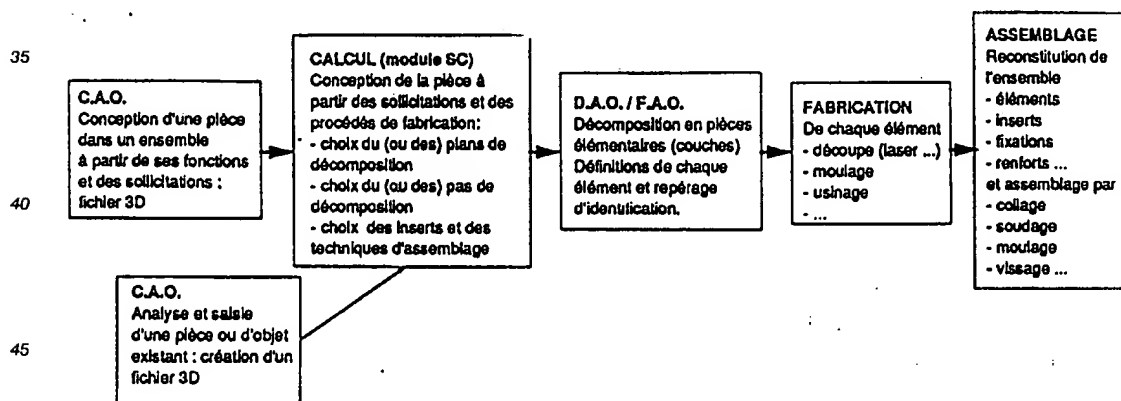 35
C.A.O.
Conception d'une pièce
dans un ensemble
à partir de ses fonctions
et des sollicitations :
fichier 3D
CALCUL (module SC)
Conception de la pièce à
partir des sollicitations et des
procédés de fabrication:
- choix du (ou des) plans de
décomposition
- choix du (ou des) pas de
décomposition
- choix des inserts et des
techniques d'assemblage
D.A.O. / F.A.O.
Décomposition en pièces
élémentaires (couches)
Définitions de chaque
élément et repérage
d'identification.
FABRICATION
De chaque élément
- découpe (laser ...)
- moulage
- usinage
- ...
ASSEMBLAGE
Reconstitution de
l'ensemble
- éléments
- inserts
- fixations
- renforts ...
et assemblage par
- collage
- soudage
- moulage
- vissage ...
40
C.A.O.
Analyse et saisie
d'une pièce ou d'objet
existant : création d'un
fichier 3D
45